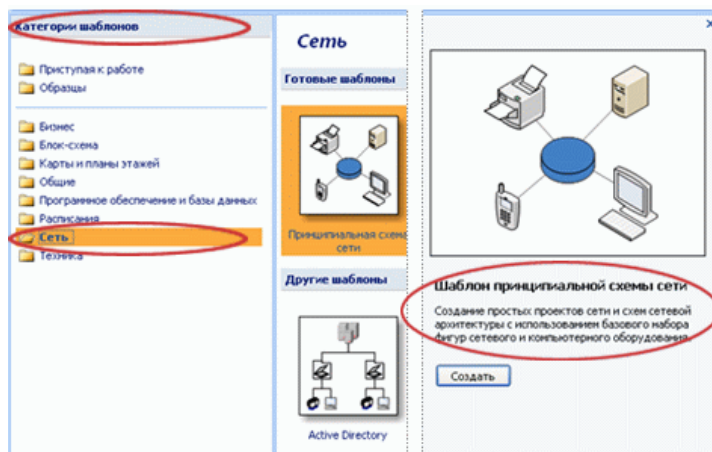 Категории шаблонов
Приступая к работе
Образцы
Бизнес
Блок-схема
Карты и планы этажей
Общие
Программное обеспечение и базы данных
Расписания
Сеть
Техника
Сеть
Готовые шаблоны
Принципиальная схема
сети
Другие шаблоны
Active Directory
Шаблон принципиальной схемы сети
Создание простых проектов сети и схем сетевой
архитектуры с использованием базового набора
фигур сетевого и компьютерного оборудования.
Создать